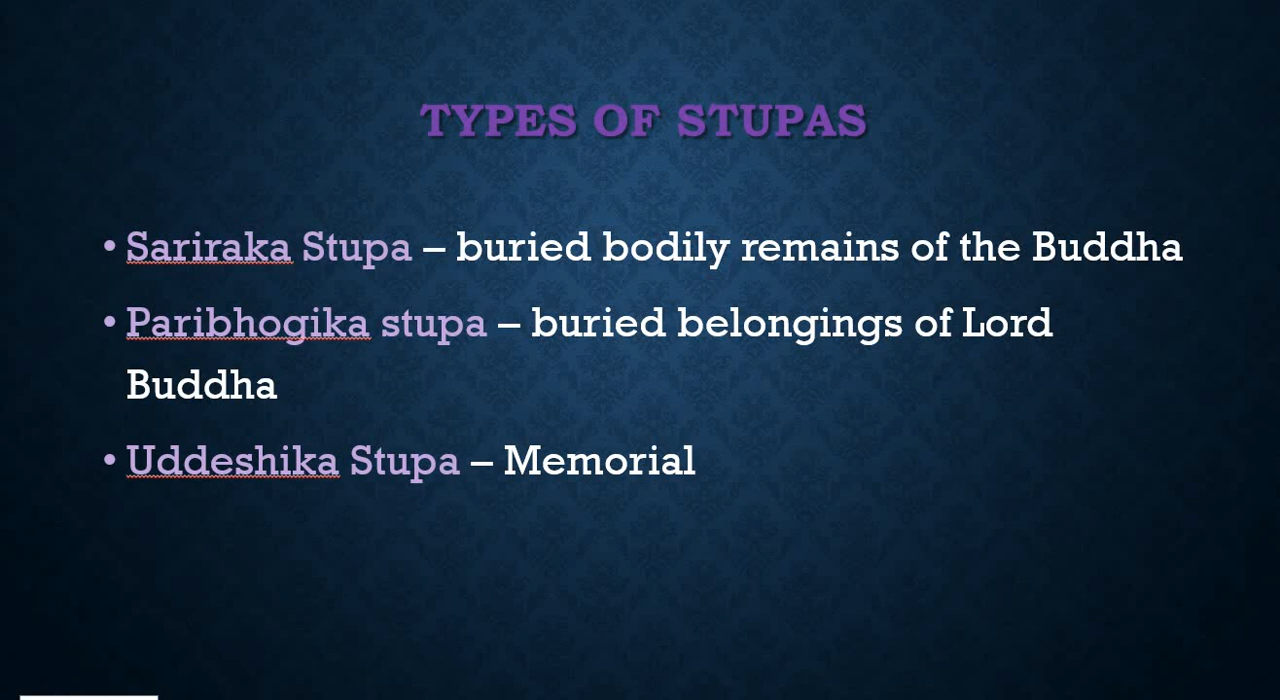 TYPES OF STUPAS
• Sariraka Stupa – buried bodily remains of the Buddha
• Paribhogika stupa – buried belongings of Lord
Buddha
• Uddeshika Stupa – Memorial